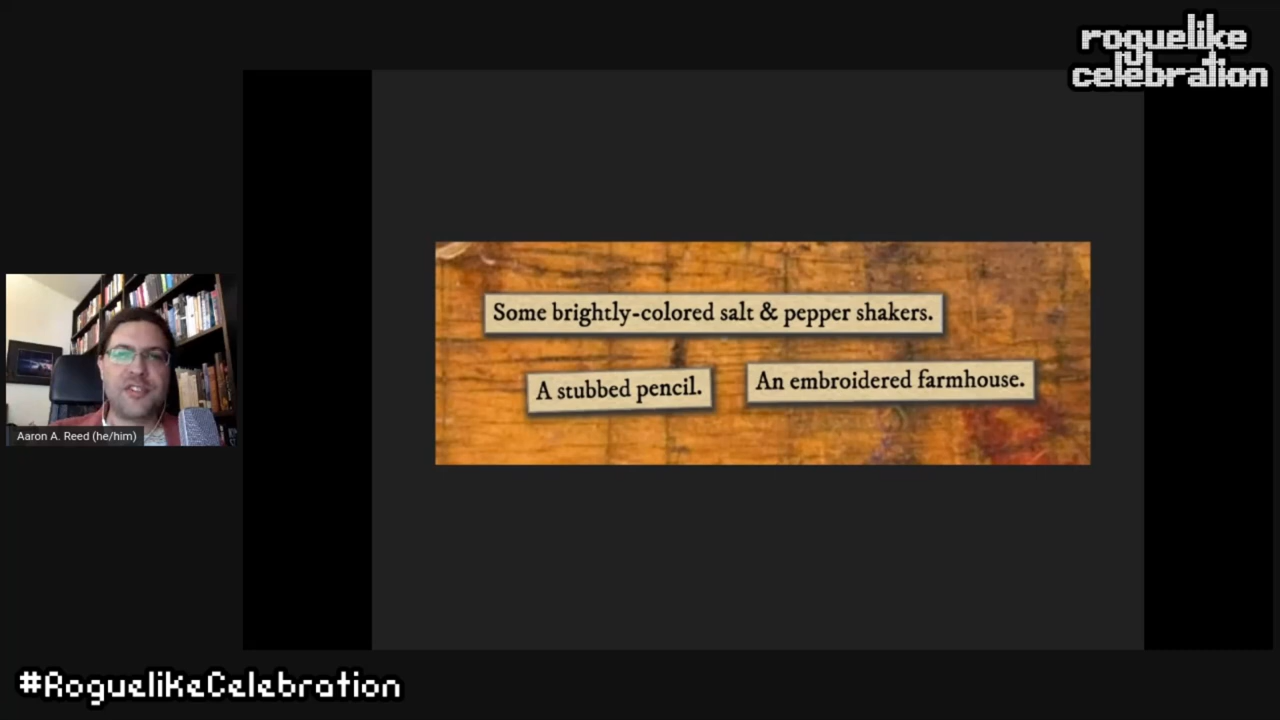 roguelike
celebration
Some brightly-colored salt & pepper shakers.
A stubbed pencil.
An embroidered farmhouse.
Aaron A. Reed (he/him)
#RoguelikeCelebration